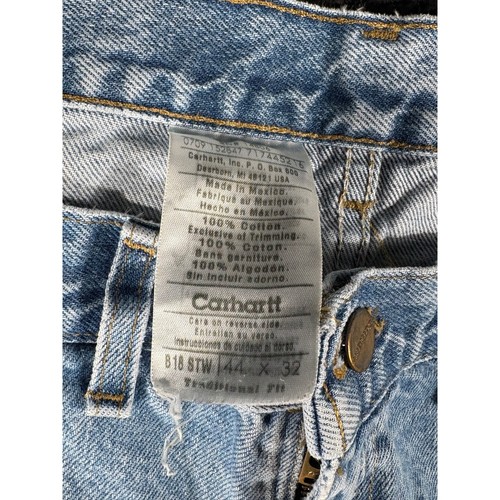 Carhartt, Inc. P.O. Box 600
Dearborn, MI 48121 USA
Made in Mexico.
Fabriqué au Mexique.
Hecho en México.
100% Cotton.
Exclusive of Trimming.
100% Coton.
Sans garniture.
100% Algodón.
Sin incluir adorno.
Carhartt
Care on reverse side.
Entretien au verso.
Instrucciones de cuidado al dorso.
B18 STW 44 X 32
Traditional Fit